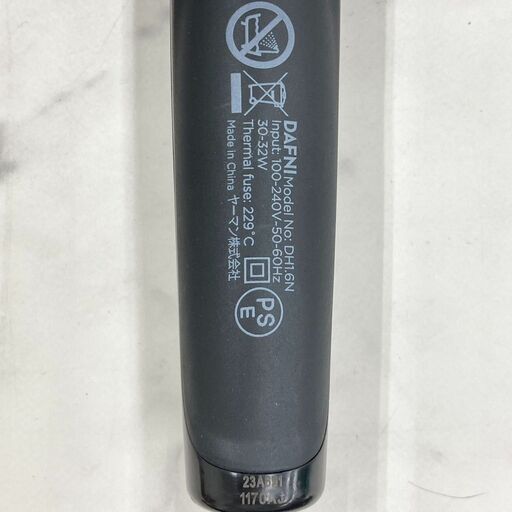 DAFNI Model No: DH1.6N
Input: 100-240V-50-60Hz
30-32W
Thermal fuse: 229°C
Made in China ヤーマン株式会社
PS
E